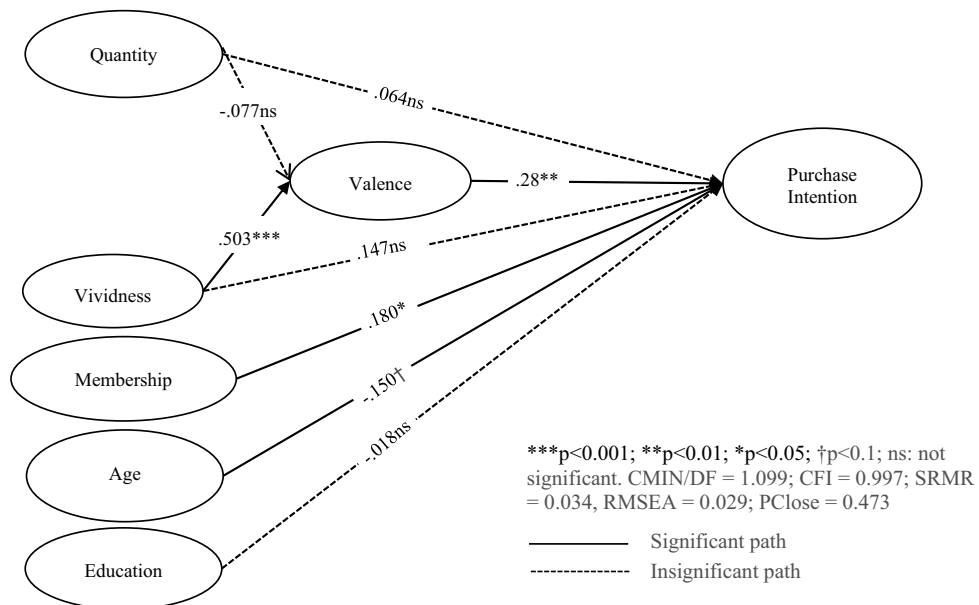 Quantity
.064ns
-.077ns
Valence
.28**
Purchase
Intention
.503***
.147ns
Vividness
.180*
Membership
-.150†
-.018ns
Age
Education
***p<0.001; **p<0.01; *p<0.05; †p<0.1; ns: not
significant. CMIN/DF = 1.099; CFI = 0.997; SRMR
= 0.034, RMSEA = 0.029; PClose = 0.473
Significant path
Insignificant path